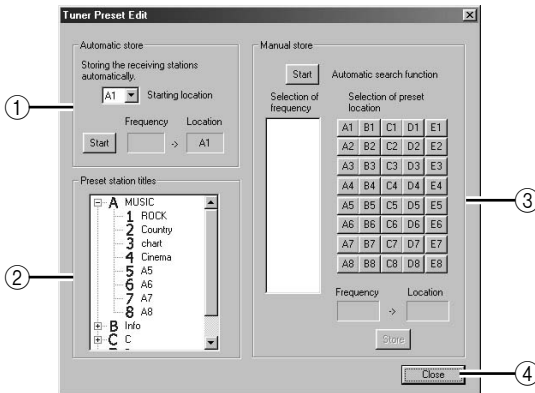 Tuner Preset Edit
Automatic store
Storing the receiving stations
automatically.
A1 Starting location
Frequency Location
Start -> A1
Preset station titles
A MUSIC
1 ROCK
2 Country
3 chart
4 Cinema
5 A5
6 A6
7 A7
8 A8
B Info
C C
Manual store
Start Automatic search function
Selection of
frequency
Selection of preset
location
A1 B1 C1 D1 E1
A2 B2 C2 D2 E2
A3 B3 C3 D3 E3
A4 B4 C4 D4 E4
A5 B5 C5 D5 E5
A6 B6 C6 D6 E6
A7 B7 C7 D7 E7
A8 B8 C8 D8 E8
Frequency Location
->
Store
Close
1
2
3
4